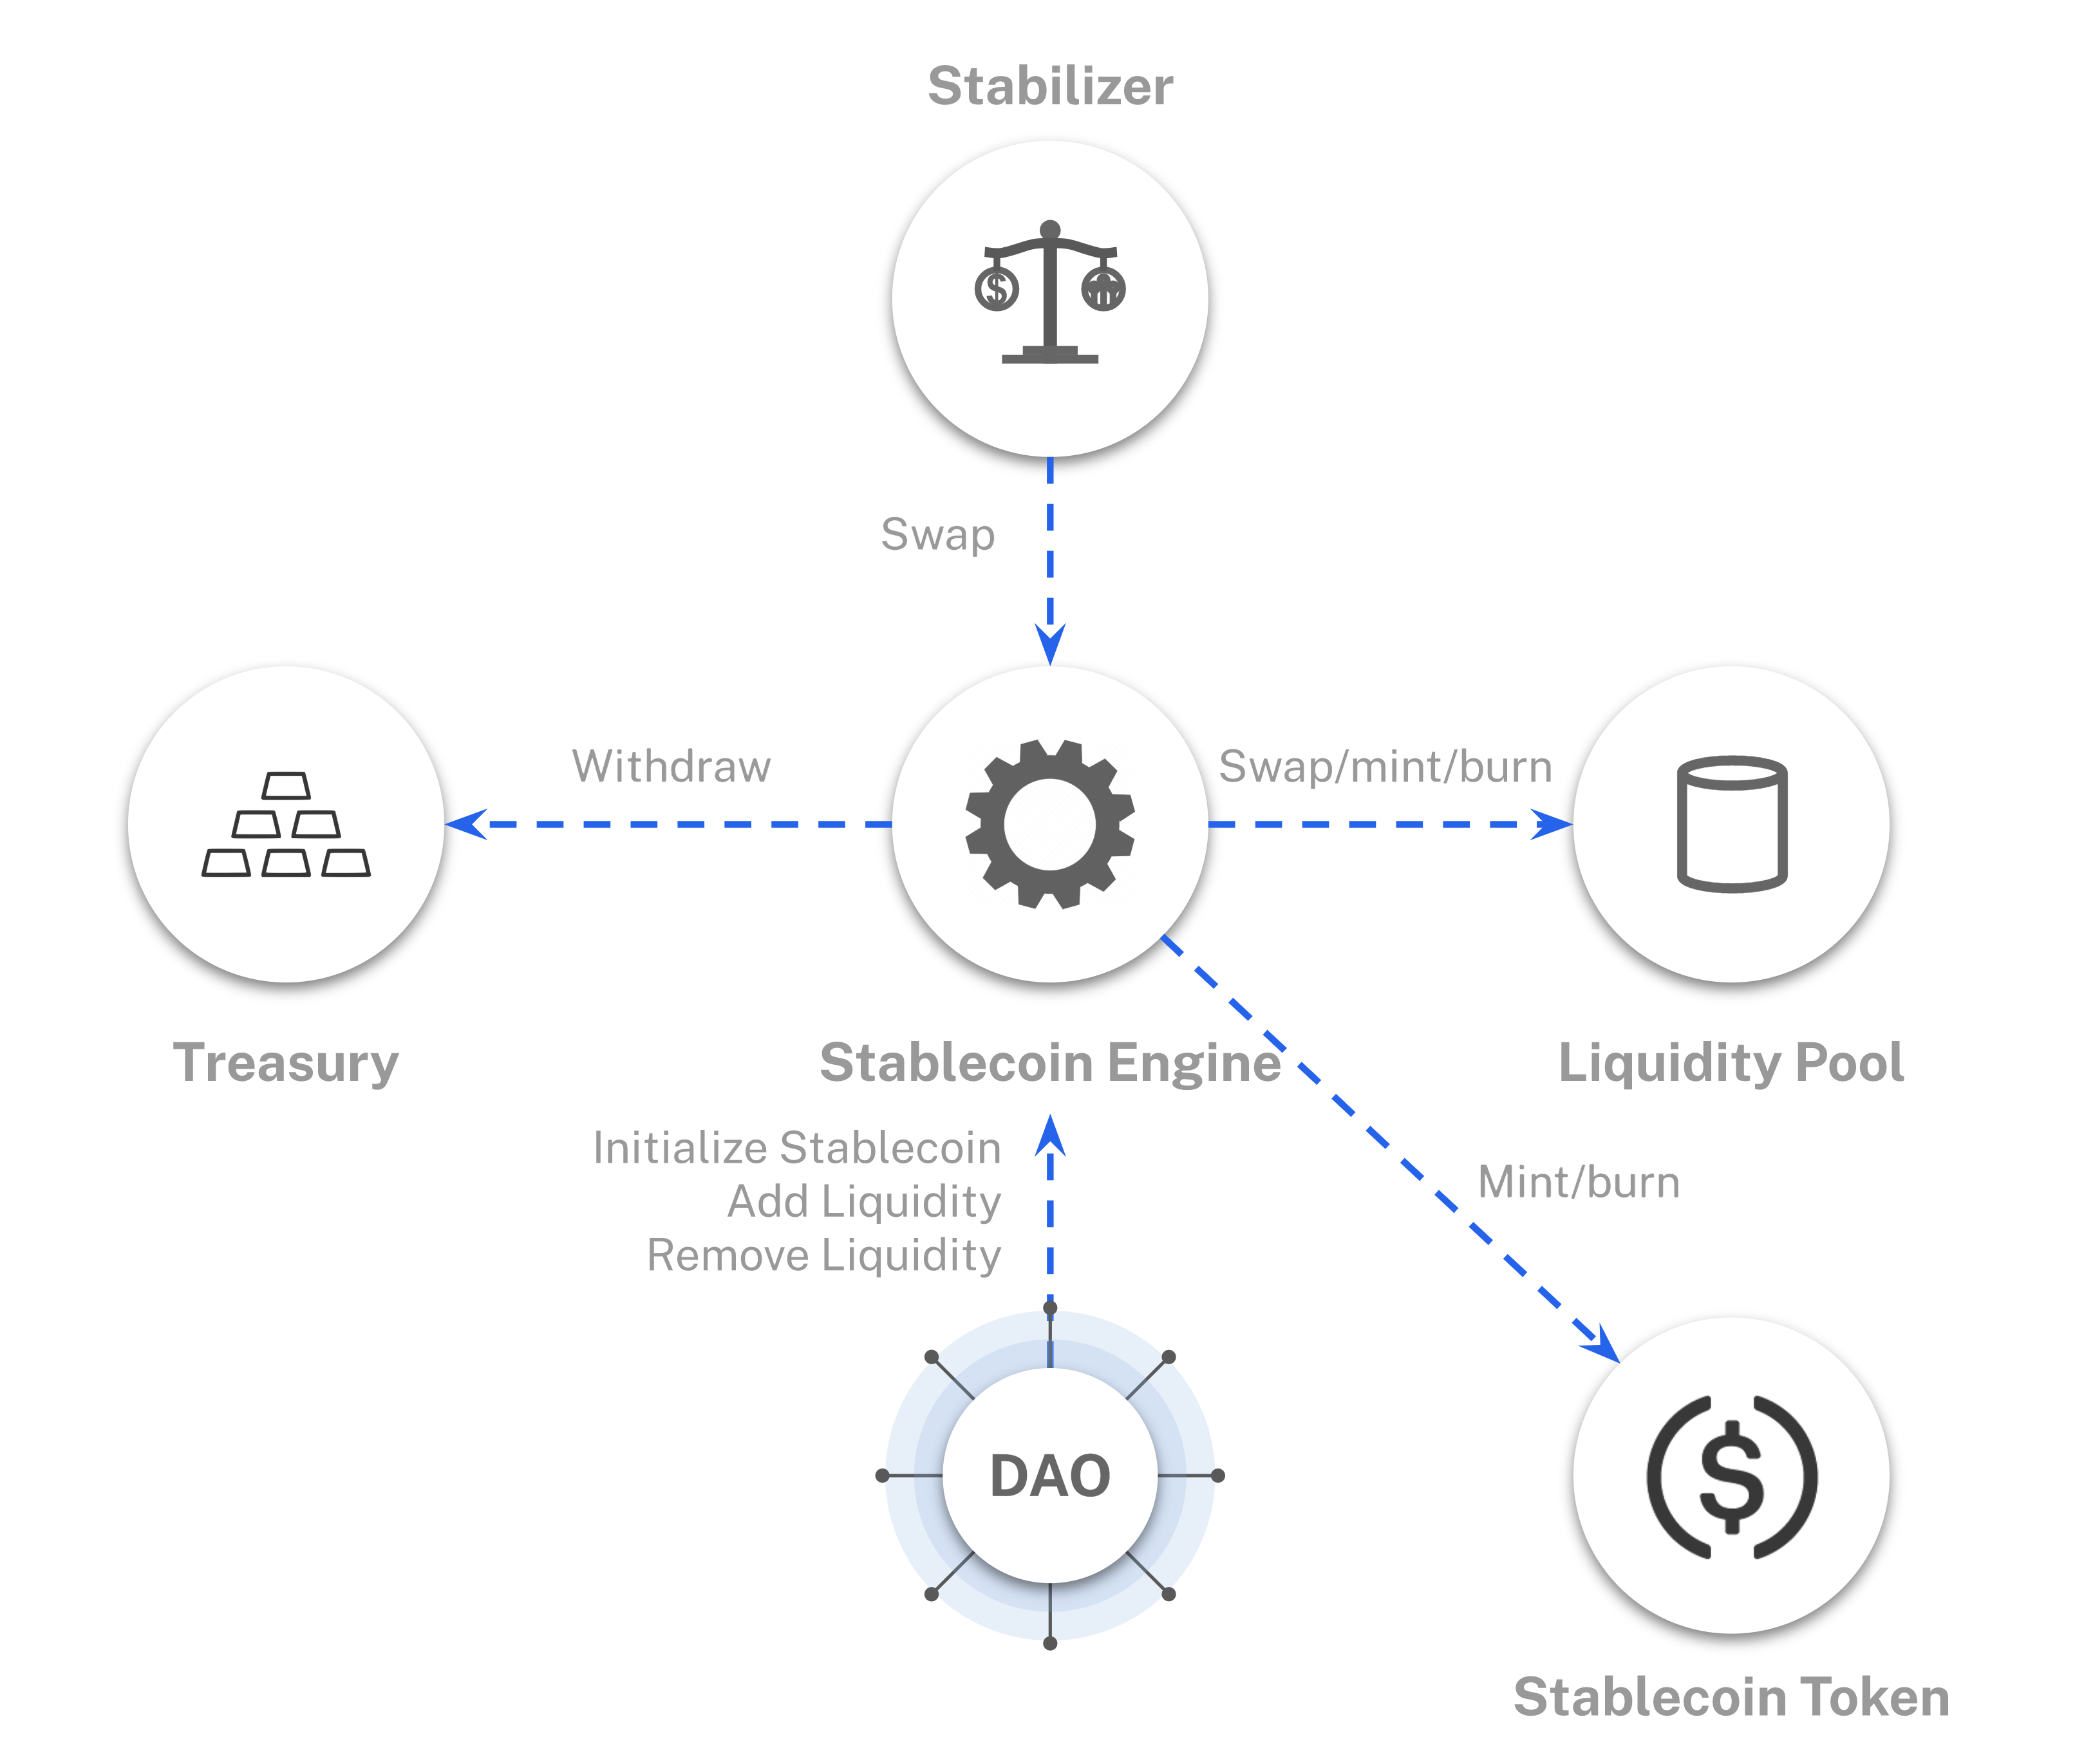 Stabilizer
$
Swap
Withdraw
Swap/mint/burn
Treasury
Stablecoin Engine
Liquidity Pool
Initialize Stablecoin
Add Liquidity
Remove Liquidity
Mint/burn
DAO
$
Stablecoin Token